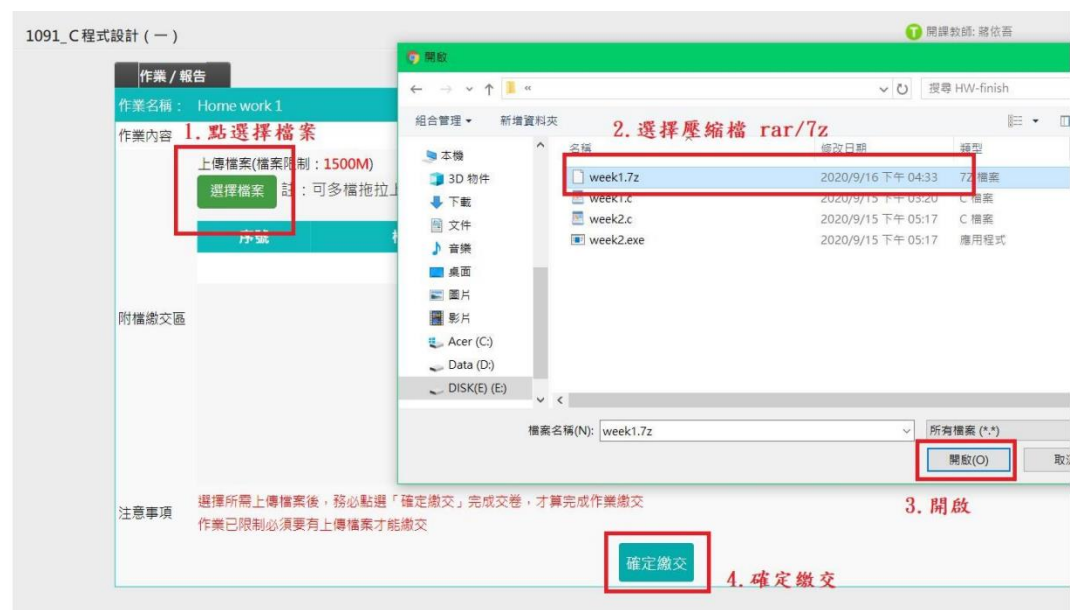 1091_C程式設計(一)
T 開課教師: 蔣依吾
作業 / 報告
作業名稱： Home work 1
作業內容
1. 點選擇檔案
上傳檔案(檔案限制：1500M)
選擇檔案 註：可多檔拖拉上
序號
附檔繳交區
注意事項
選擇所需上傳檔案後，務必點選「確定繳交」完成交卷，才算完成作業繳交
作業已限制必須要有上傳檔案才能繳交
確定繳交
4. 確定繳交
開啟
«
搜尋 HW-finish
組合管理 新增資料夾
2. 選擇壓縮檔 rar/7z
名稱 修改日期 類型
week1.7z 2020/9/16 下午 04:33 7Z 檔案
week1.c 2020/9/15 下午 03:20 C 檔案
week2.c 2020/9/15 下午 05:17 C 檔案
week2.exe 2020/9/15 下午 05:17 應用程式
本機
3D 物件
下載
文件
音樂
桌面
圖片
影片
Acer (C:)
Data (D:)
DISK(E) (E:)
檔案名稱(N): week1.7z 所有檔案 (*.*)
開啟(O)
3. 開啟